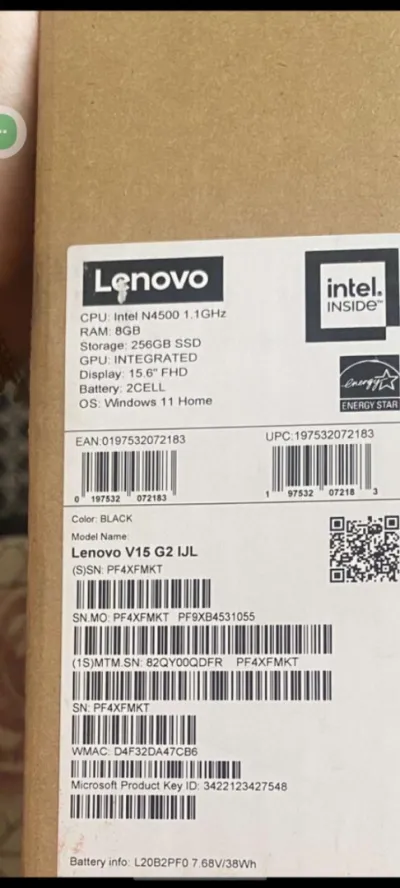 Lenovo
intel.
INSIDE™
CPU: Intel N4500 1.1GHz
RAM: 8GB
Storage: 256GB SSD
GPU: INTEGRATED
Display: 15.6" FHD
Battery: 2CELL
OS: Windows 11 Home
energy
ENERGY STAR
EAN:0197532072183
UPC:197532072183
0 197532 072183
1 97532 07218 3
Color: BLACK
Model Name:
Lenovo V15 G2 IJL
(S)SN: PF4XFMKT
SN.MO: PF4XFMKT PF9XB4531055
(1S)MTM.SN: 82QY00QDFR PF4XFMKT
SN: PF4XFMKT
WMAC: D4F32DA47CB6
Microsoft Product Key ID: 3422123427548
Battery info: L20B2PF0 7.68V/38Wh